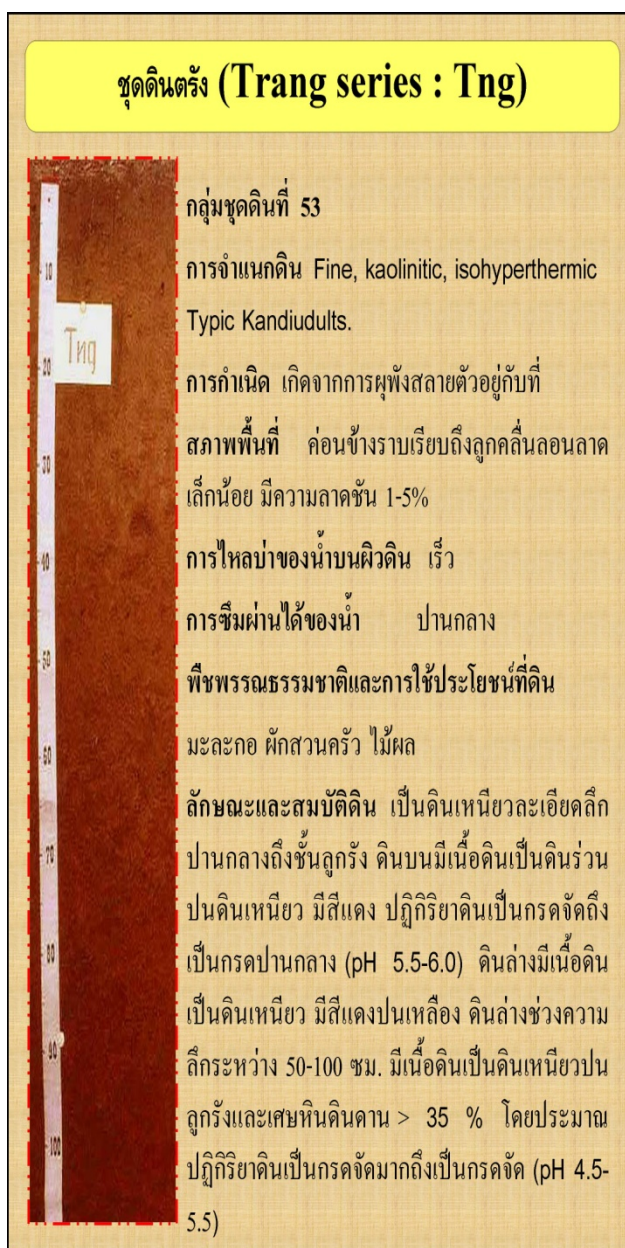 ชุดดินตรัง (Trang series : Tng)
กลุ่มชุดดินที่ 53
การจำแนกดิน Fine, kaolinitic, isohyperthermic
Typic Kandiudults.
การกำเนิด เกิดจากการผุพังสลายตัวอยู่กับที่
สภาพพื้นที่ ค่อนข้างราบเรียบถึงลูกคลื่นลอนลาด
เล็กน้อย มีความลาดชัน 1-5%
การไหลบ่าของน้ำบนผิวดิน เร็ว
การซึมผ่านได้ของน้ำ ปานกลาง
พืชพรรณธรรมชาติและการใช้ประโยชน์ที่ดิน
มะละกอ ผักสวนครัว ไม้ผล
ลักษณะและสมบัติดิน เป็นดินเหนียวละเอียดลึก
ปานกลางถึงชั้นลูกรัง ดินบนมีเนื้อดินเป็นดินร่วน
ปนดินเหนียว มีสีแดง ปฏิกิริยาดินเป็นกรดจัดถึง
เป็นกรดปานกลาง (pH 5.5-6.0) ดินล่างมีเนื้อดิน
เป็นดินเหนียว มีสีแดงปนเหลือง ดินล่างช่วงความ
ลึกระหว่าง 50-100 ซม. มีเนื้อดินเป็นดินเหนียวปน
ลูกรังและเศษหินดินดาน > 35 % โดยประมาณ
ปฏิกิริยาดินเป็นกรดจัดมากถึงเป็นกรดจัด (pH 4.5-
5.5)
10
Tng
20
30
40
50
60
70
80
90
100